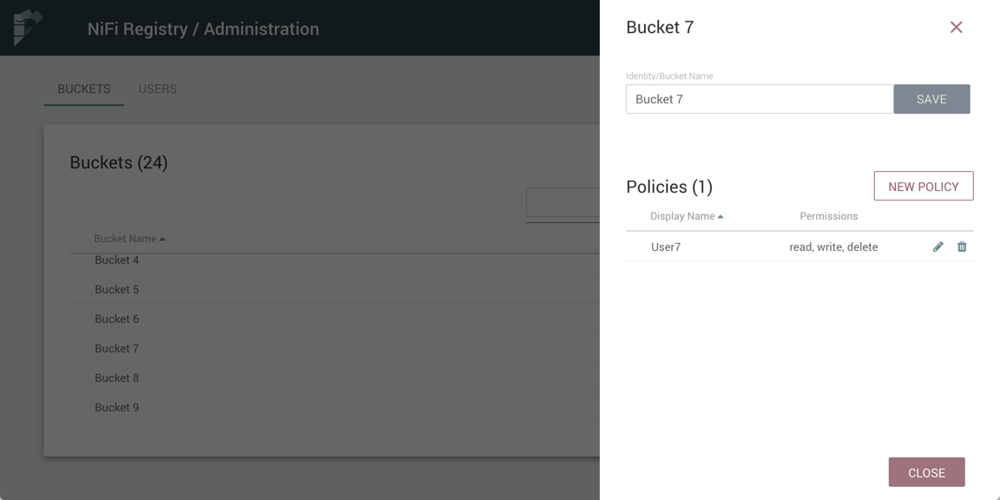 NiFi Registry / Administration
BUCKETS USERS
Buckets (24)
Bucket Name
Bucket 4
Bucket 5
Bucket 6
Bucket 7
Bucket 8
Bucket 9
Bucket 7
Identity/Bucket Name
Bucket 7 SAVE
Policies (1) NEW POLICY
Display Name Permissions
User7 read, write, delete
CLOSE